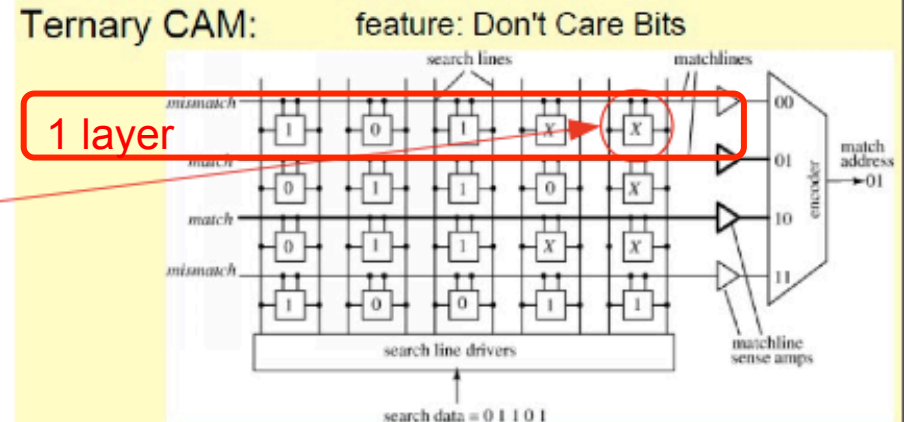 Ternary CAM: feature: Don't Care Bits
search lines matchlines
mismatch 00
1 layer
1 0 1 X X
match 01
match address
01
0 1 1 0 X
encoder
match 10
0 1 1 X X
mismatch 11
1 0 0 1 1
search line drivers
matchline
sense amps
search data = 0 1 1 0 1